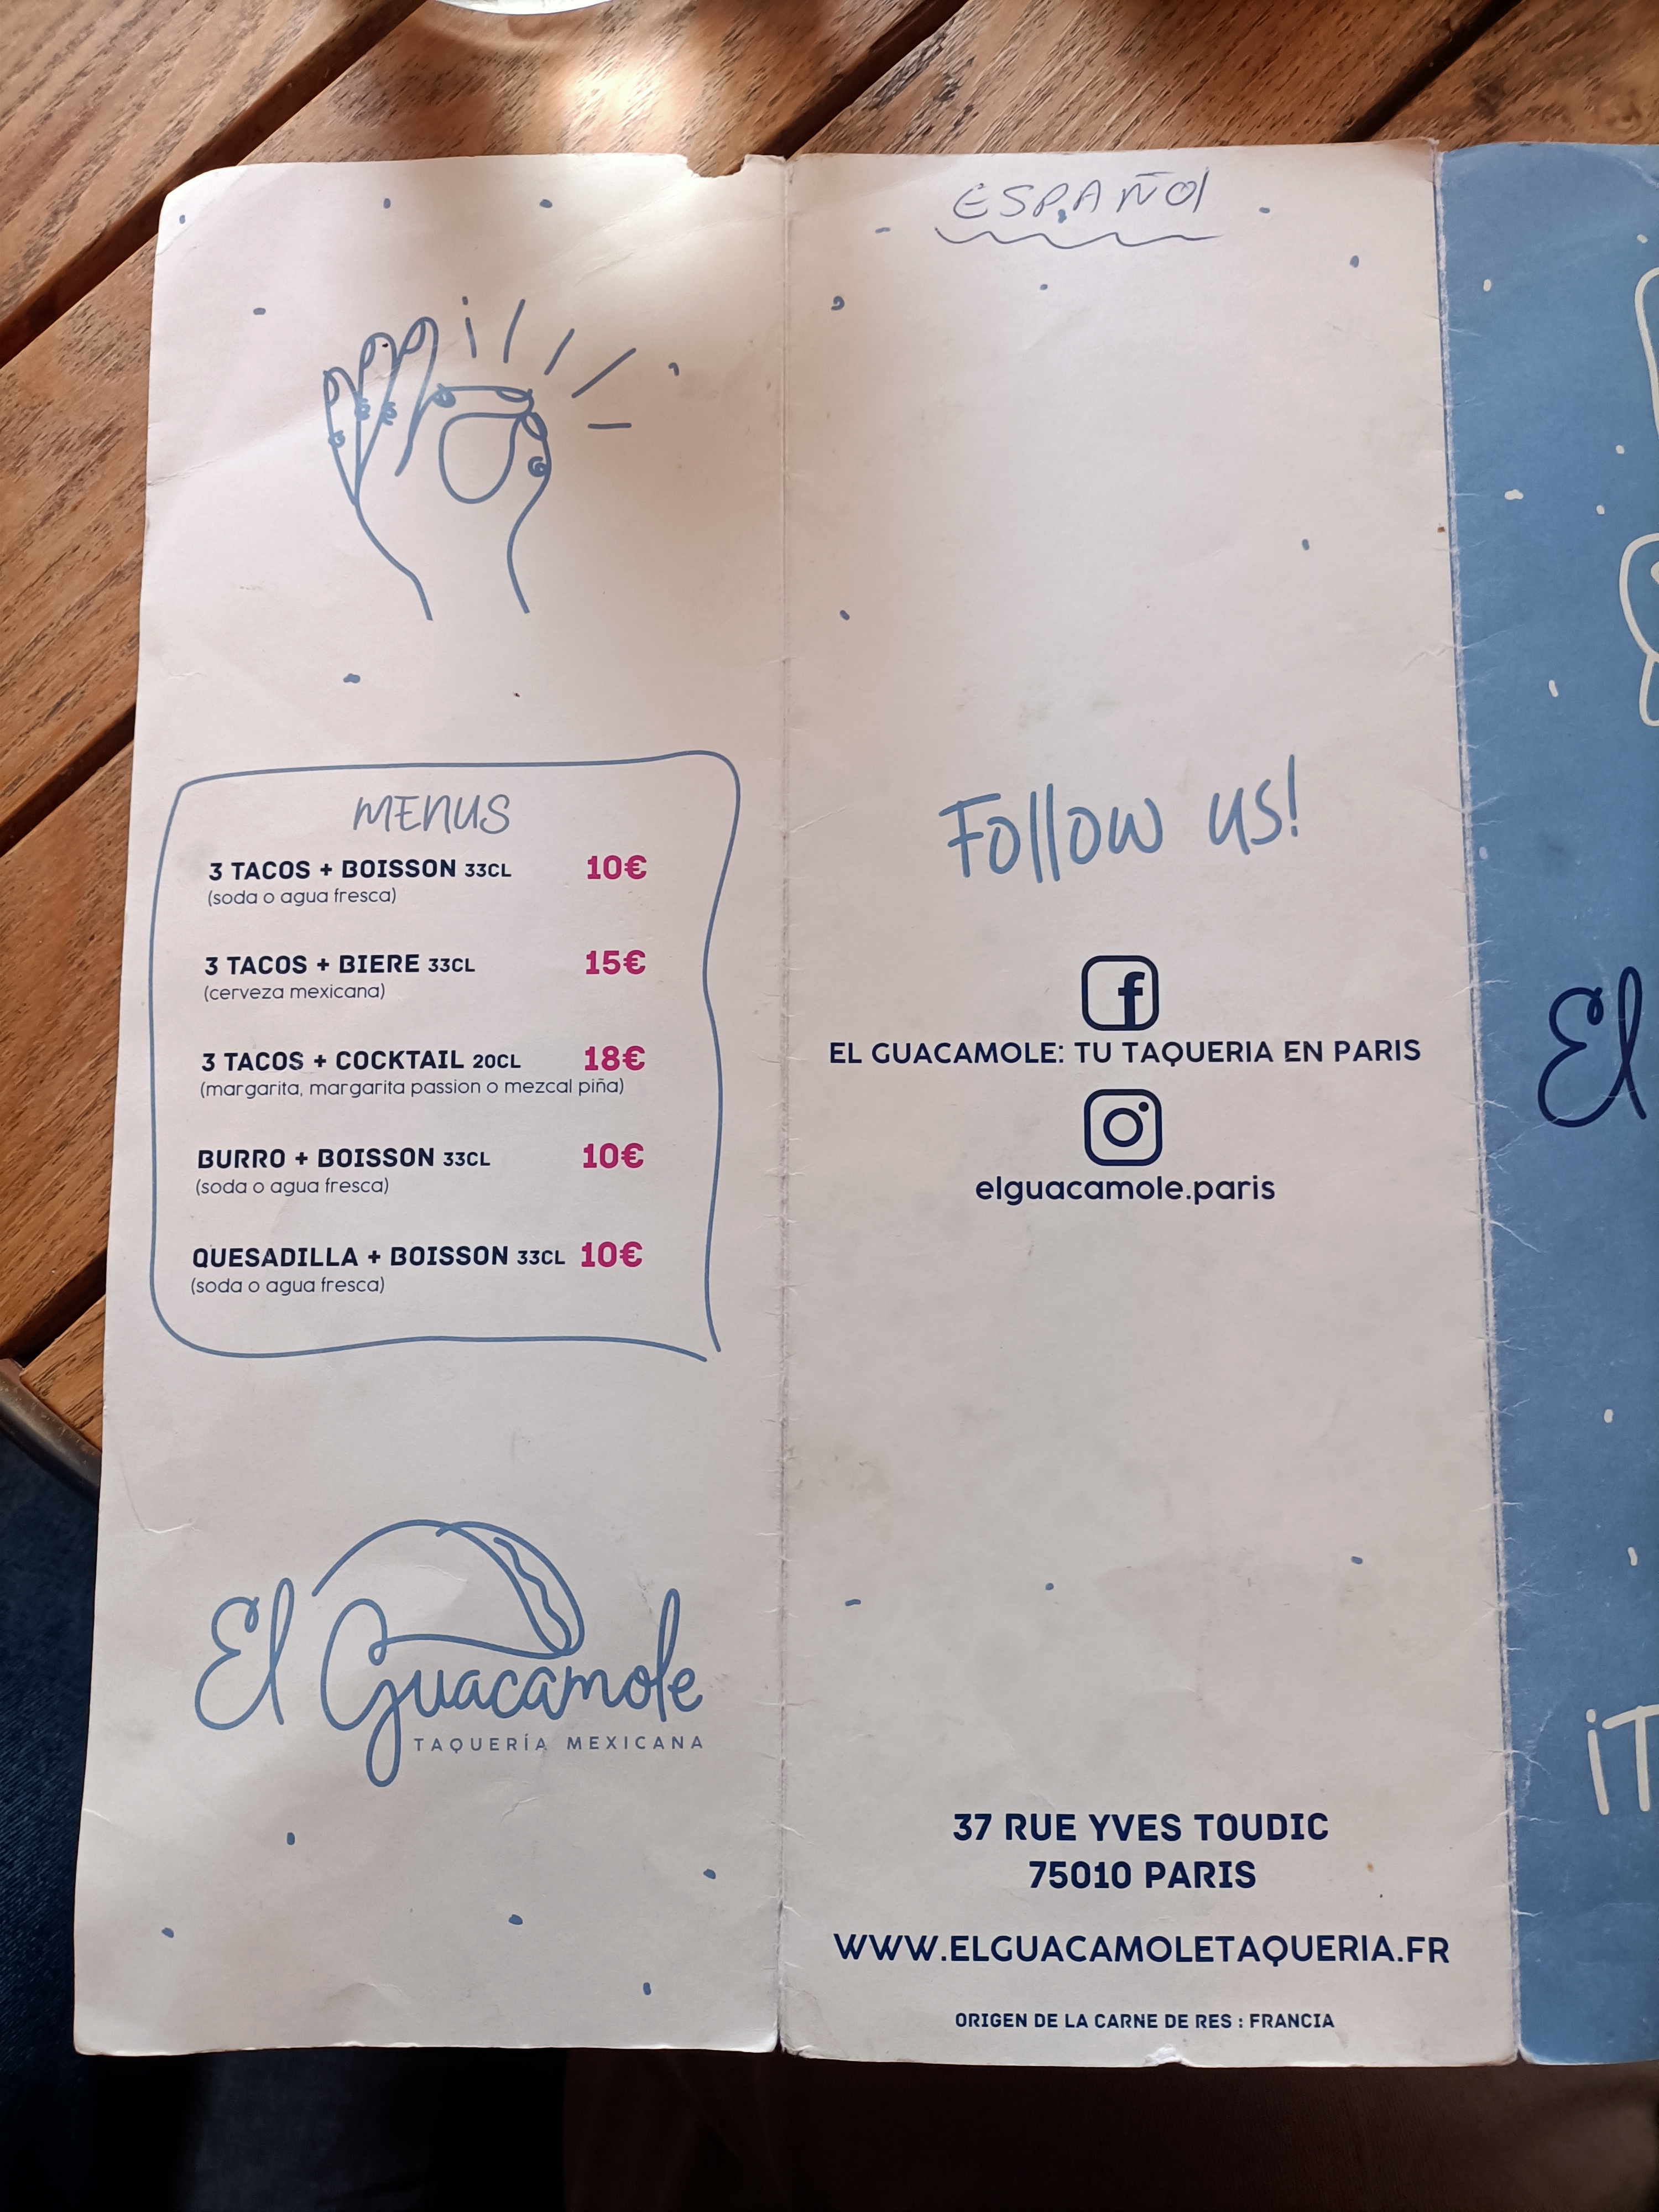 MENUS
3 TACOS + BOISSON 33CL 10€
(soda o agua fresca)
3 TACOS + BIERE 33CL 15€
(cerveza mexicana)
3 TACOS + COCKTAIL 20CL 18€
(margarita, margarita passion o mezcal piña)
BURRO + BOISSON 33CL 10€
(soda o agua fresca)
QUESADILLA + BOISSON 33CL 10€
(soda o agua fresca)
El Guacamole
TAQUERÍA MEXICANA
ESPAÑOl
Follow us!
EL GUACAMOLE: TU TAQUERIA EN PARIS
elguacamole.paris
37 RUE YVES TOUDIC
75010 PARIS
WWW.ELGUACAMOLETAQUERIA.FR
ORIGEN DE LA CARNE DE RES : FRANCIA
El